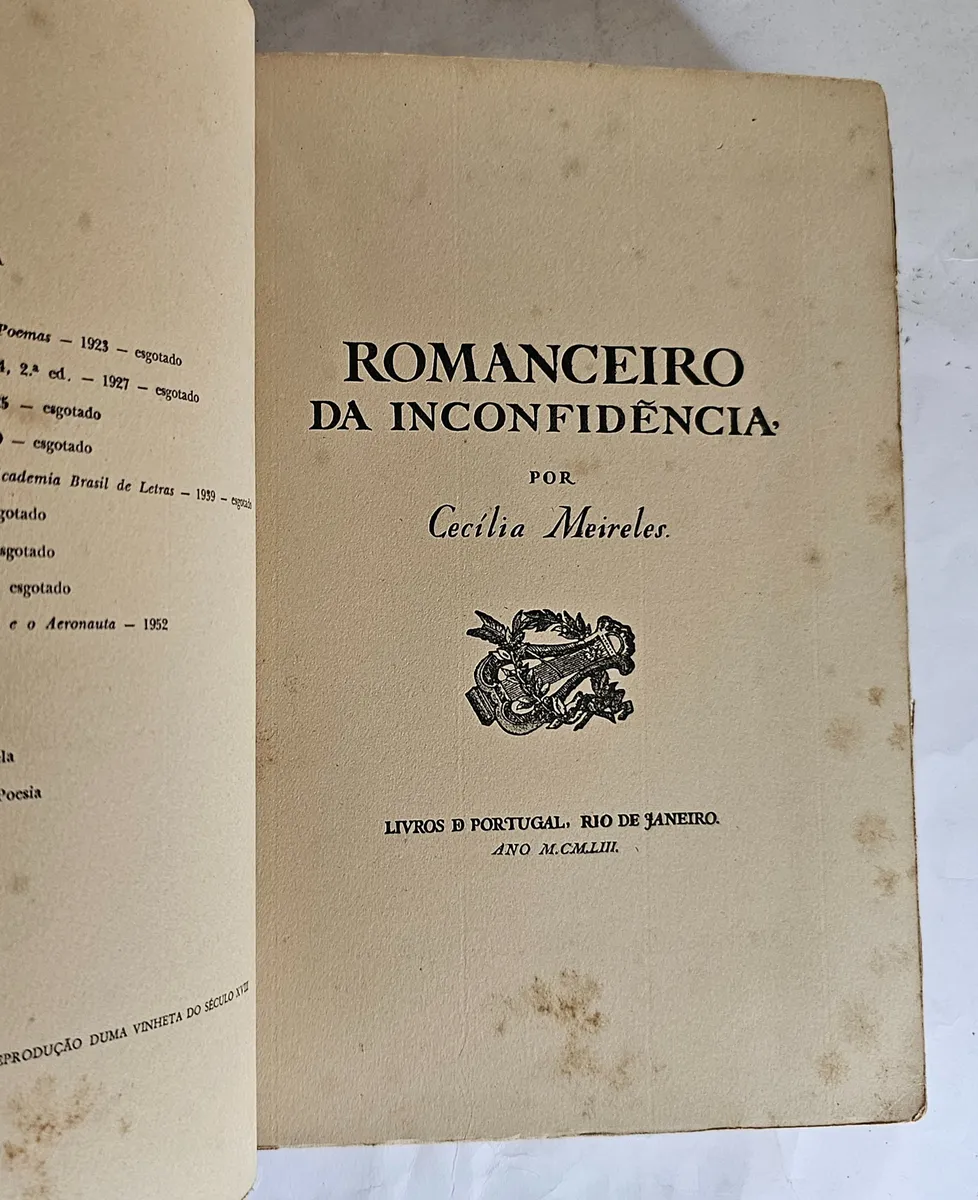 Poemas — 1923 — esgotado
2.ª ed. — 1927 — esgotado
5 — esgotado
— esgotado
cademia Brasil de Letras — 1939 — esgotado
gotado
sgotado
esgotado
e o Aeronauta — 1952
la
Poesia
EPRODUÇÃO DUMA VINHETA DO SÉCULO XVII
ROMANCEIRO
DA INCONFIDÊNCIA,
POR
Cecília Meireles.
LIVROS DE PORTUGAL, RIO DE JANEIRO.
ANO M.CM.LIII.